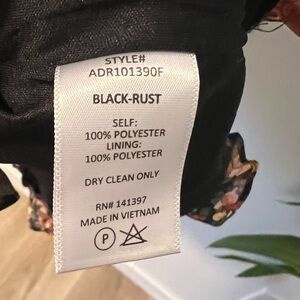 STYLE#
ADR101390F
BLACK-RUST
SELF:
100% POLYESTER
LINING:
100% POLYESTER
DRY CLEAN ONLY
RN# 141397
MADE IN VIETNAM
P